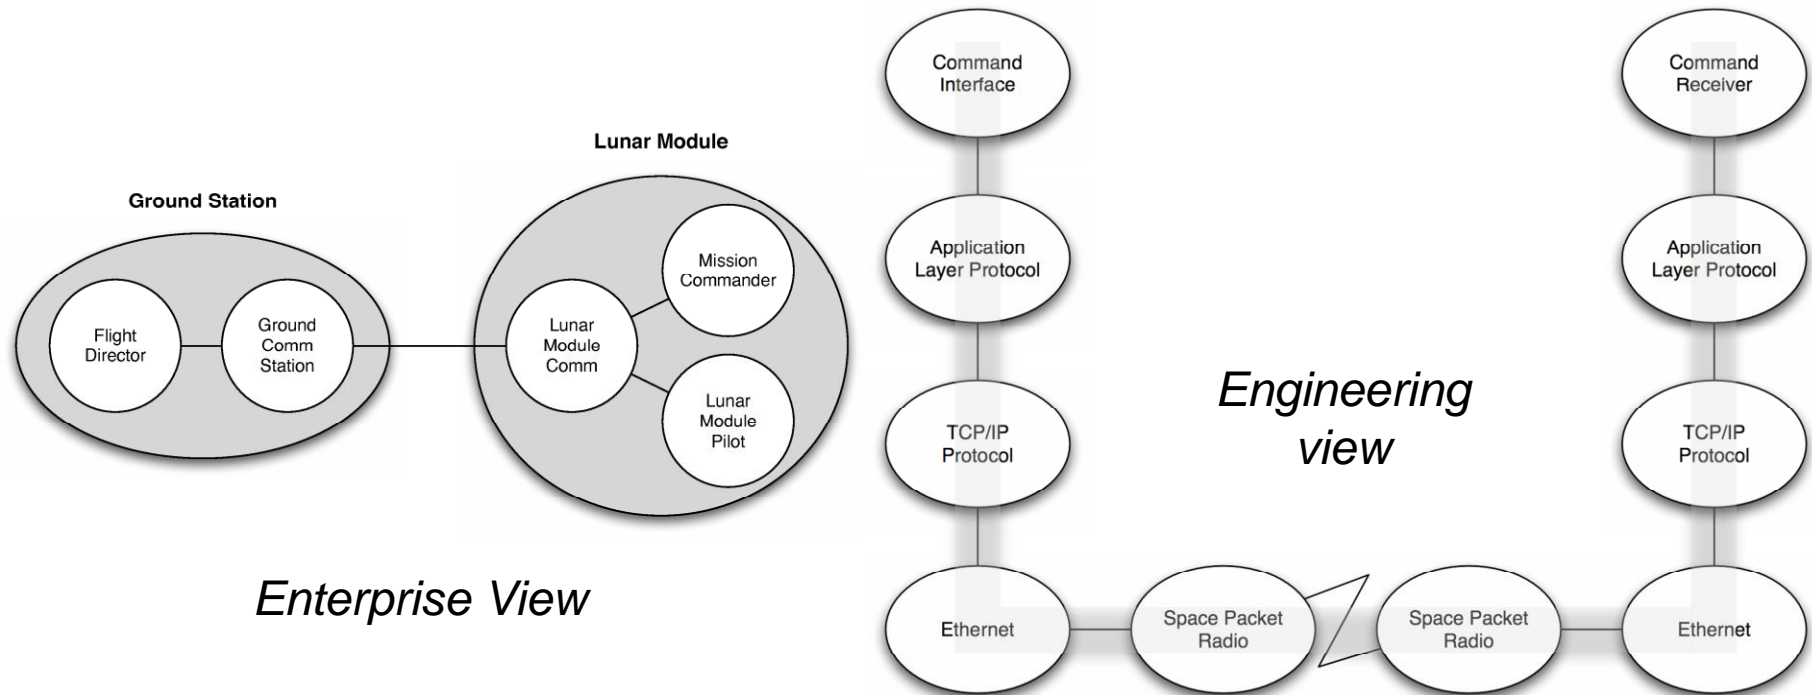 Ground Station
Flight
Director
Ground
Comm
Station
Lunar Module
Lunar
Module
Comm
Mission
Commander
Lunar
Module
Pilot
Enterprise View
Command
Interface
Application
Layer Protocol
TCP/IP
Protocol
Ethernet
Space Packet
Radio
Space Packet
Radio
Ethernet
TCP/IP
Protocol
Application
Layer Protocol
Command
Receiver
Engineering
view